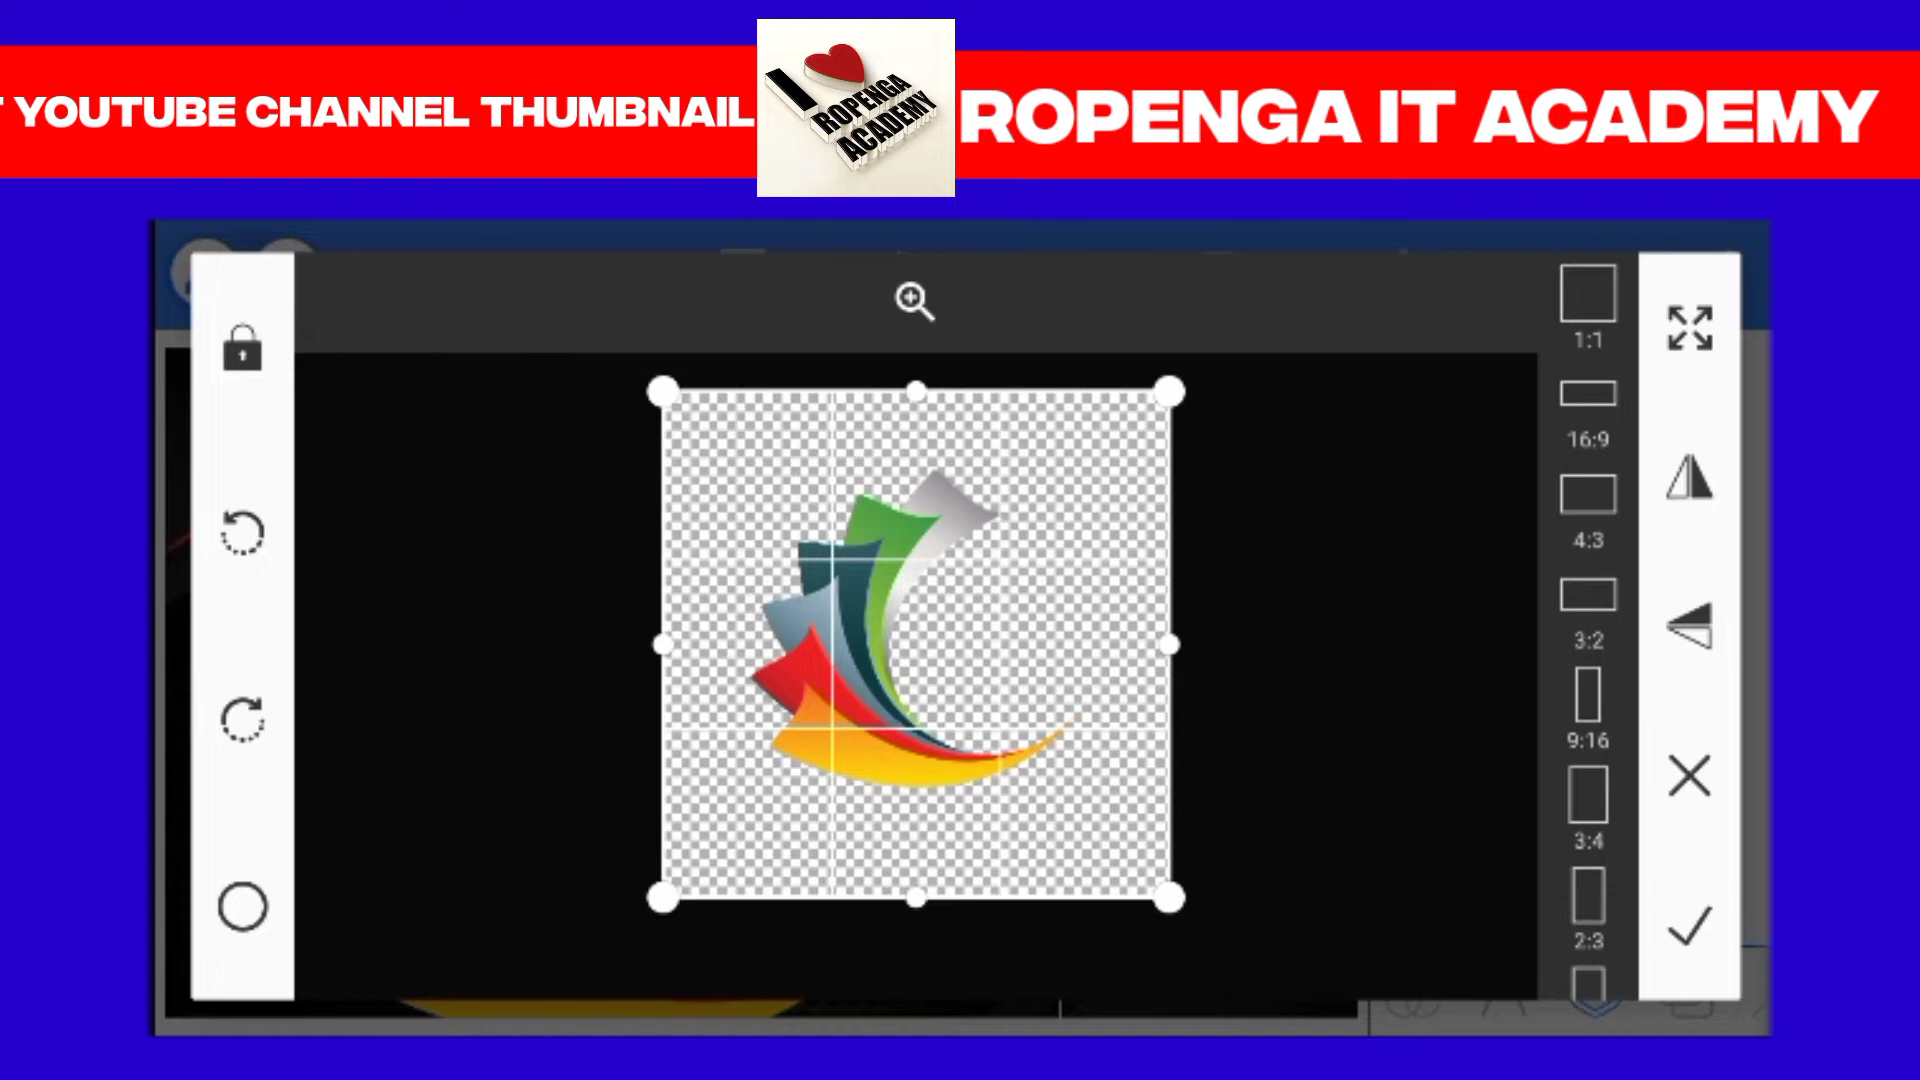 YOUTUBE CHANNEL THUMBNAIL
I
ROPENGA
ACADEMY
ROPENGA IT ACADEMY
1:1
16:9
4:3
3:2
9:16
3:4
2:3